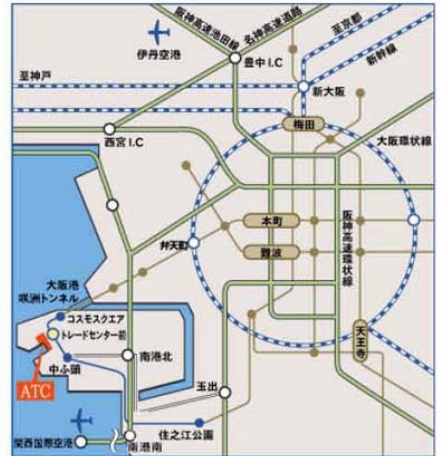 阪神高速池田線
名神高速道路
至京都
新幹線
伊丹空港
豊中I.C
至神戸
新大阪
梅田
西宮I.C
大阪環状線
本町
弁天町
難波
阪神高速環状線
大阪港
咲洲トンネル
コスモスクエア
トレードセンター前
天王寺
ATC
中ふ頭
南港北
玉出
関西国際空港
南港南
住之江公園